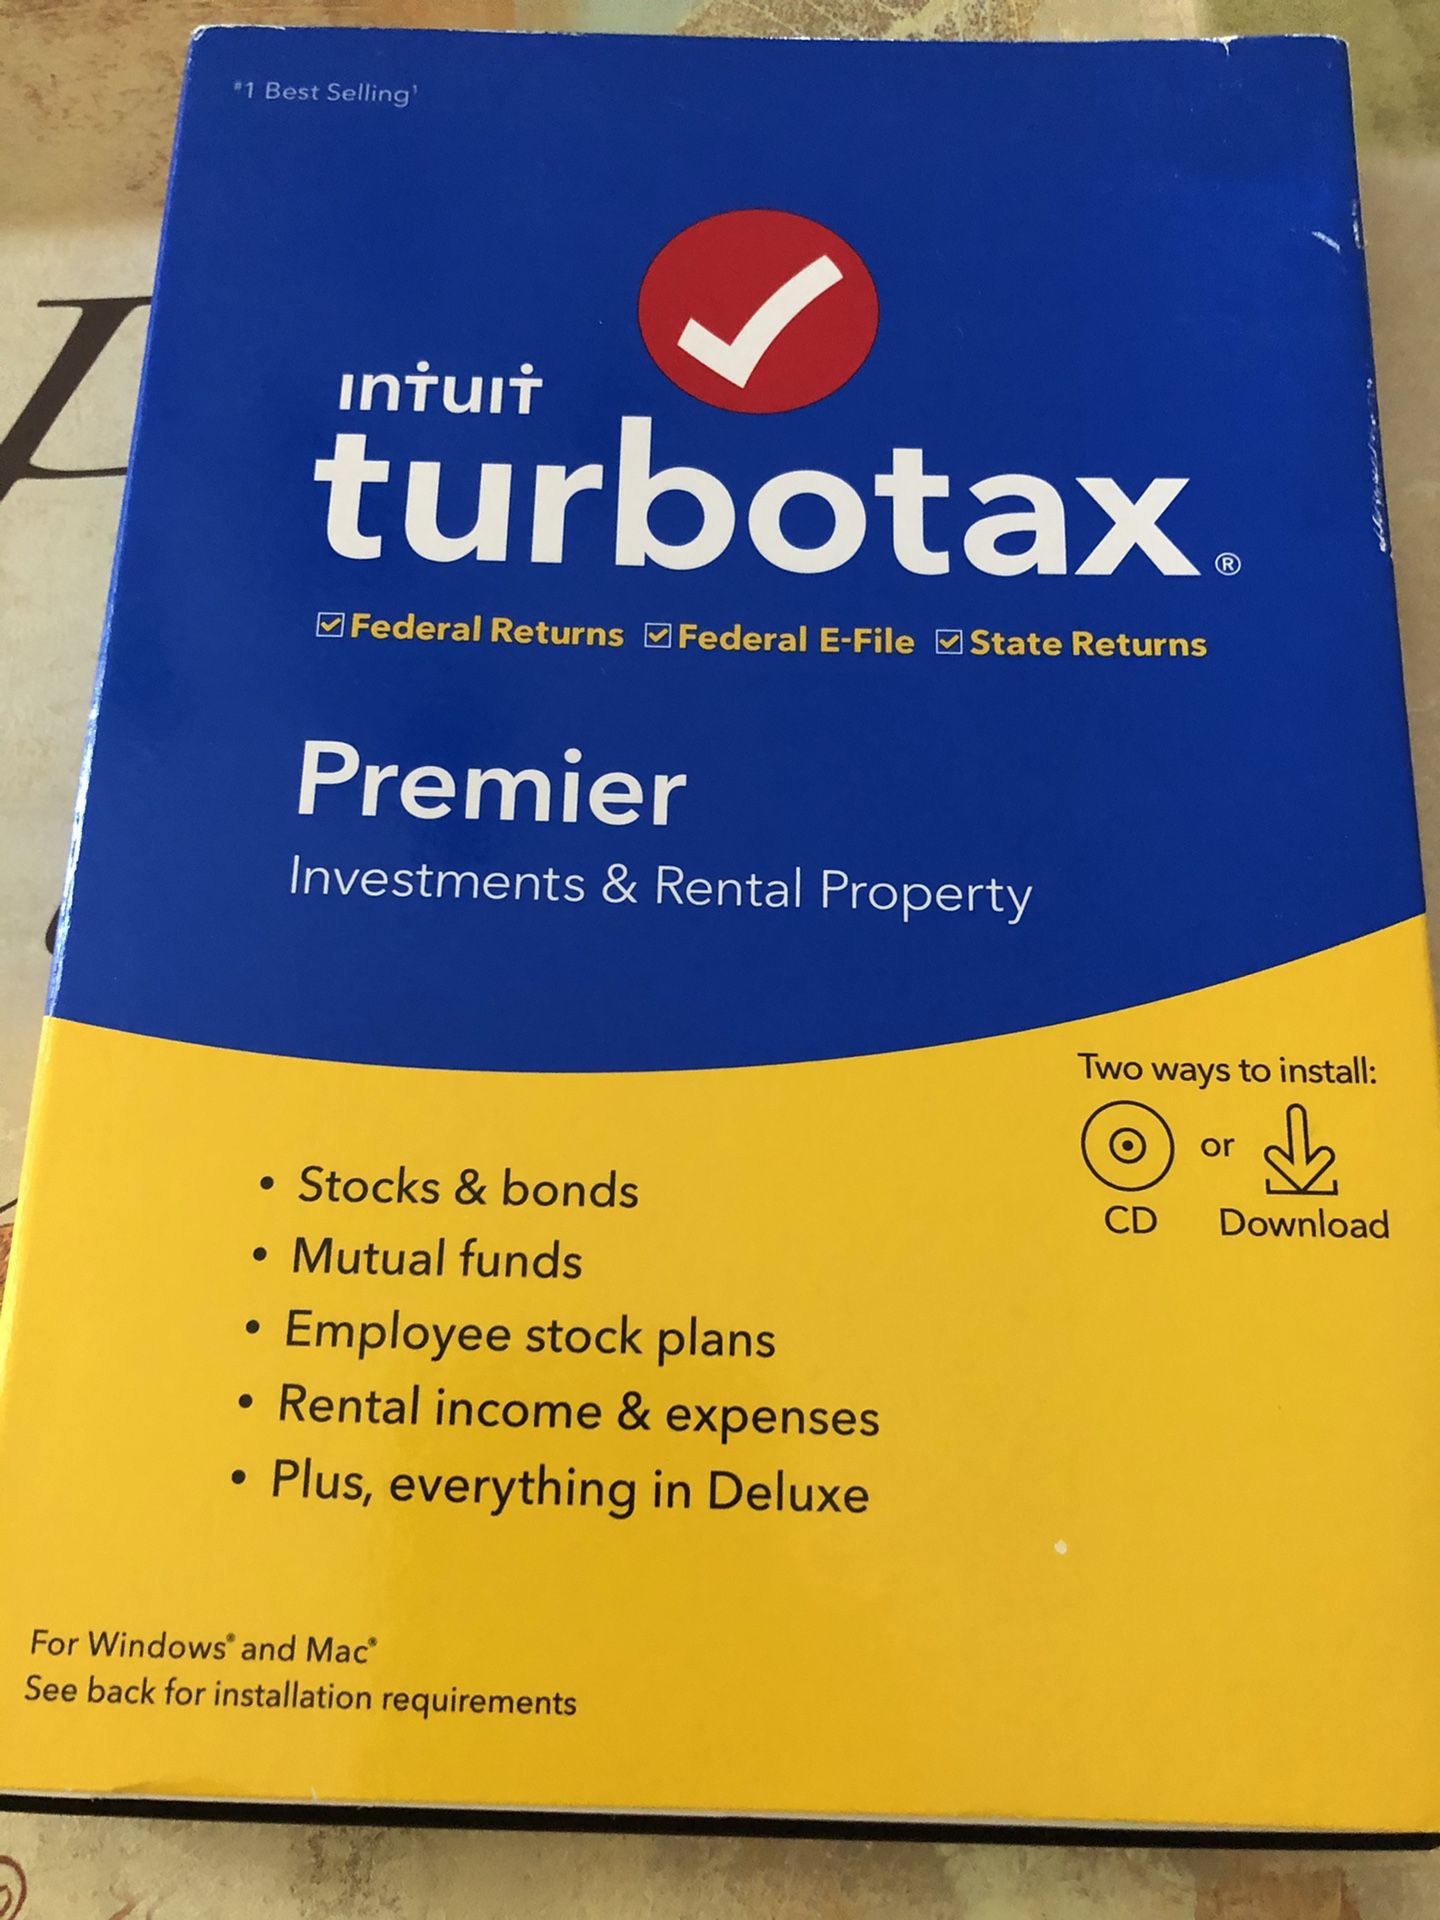 #1 Best Selling¹
intuit
turbotax®
Federal Returns Federal E-File State Returns
Premier
Investments & Rental Property
Two ways to install:
or
CD Download
• Stocks & bonds
• Mutual funds
• Employee stock plans
• Rental income & expenses
• Plus, everything in Deluxe
For Windows® and Mac®
See back for installation requirements